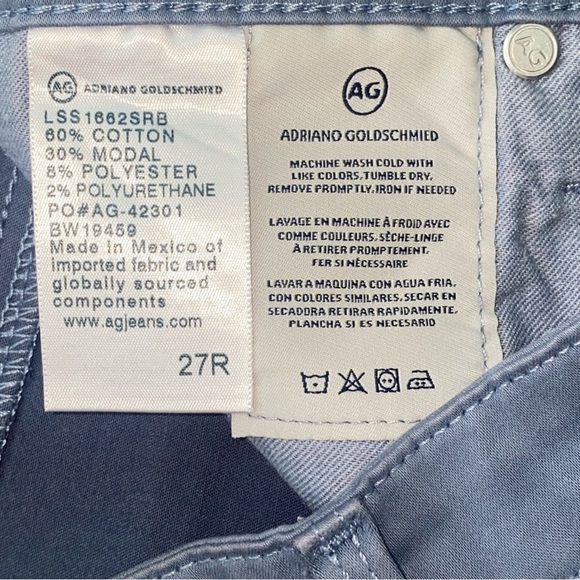 AG ADRIANO GOLDSCHMIED
LSS1662SRB
60% COTTON
30% MODAL
8% POLYESTER
2% POLYURETHANE
PO#AG-42301
BW19459
Made in Mexico of
imported fabric and
globally sourced
components
www.agjeans.com
27R
AG
ADRIANO GOLDSCHMIED
MACHINE WASH COLD WITH
LIKE COLORS, TUMBLE DRY,
REMOVE PROMPTLY, IRON IF NEEDED
LAVAGE EN MACHINE À FROID AVEC
COMME COULEURS, SÈCHE-LINGE
À RETIRER PROMPTEMENT,
FER SI NÉCESSAIRE
LAVAR A MAQUINA CON AGUA FRIA,
CON COLORES SIMILARES, SECAR EN
SECADORA RETIRAR RAPIDAMENTE,
PLANCHA SI ES NECESARIO
AG